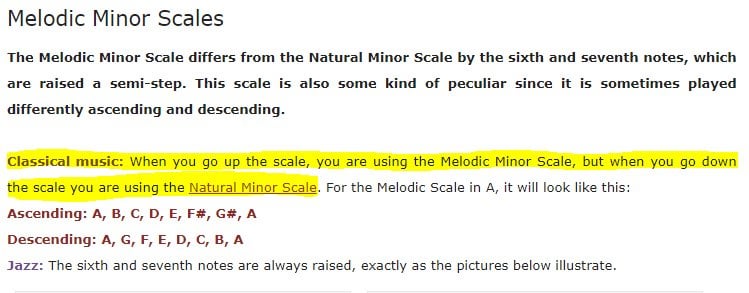 Melodic Minor Scales
The Melodic Minor Scale differs from the Natural Minor Scale by the sixth and seventh notes, which
are raised a semi-step. This scale is also some kind of peculiar since it is sometimes played
differently ascending and descending.
Classical music: When you go up the scale, you are using the Melodic Minor Scale, but when you go down
the scale you are using the Natural Minor Scale. For the Melodic Scale in A, it will look like this:
Ascending: A, B, C, D, E, F#, G#, A
Descending: A, G, F, E, D, C, B, A
Jazz: The sixth and seventh notes are always raised, exactly as the pictures below illustrate.